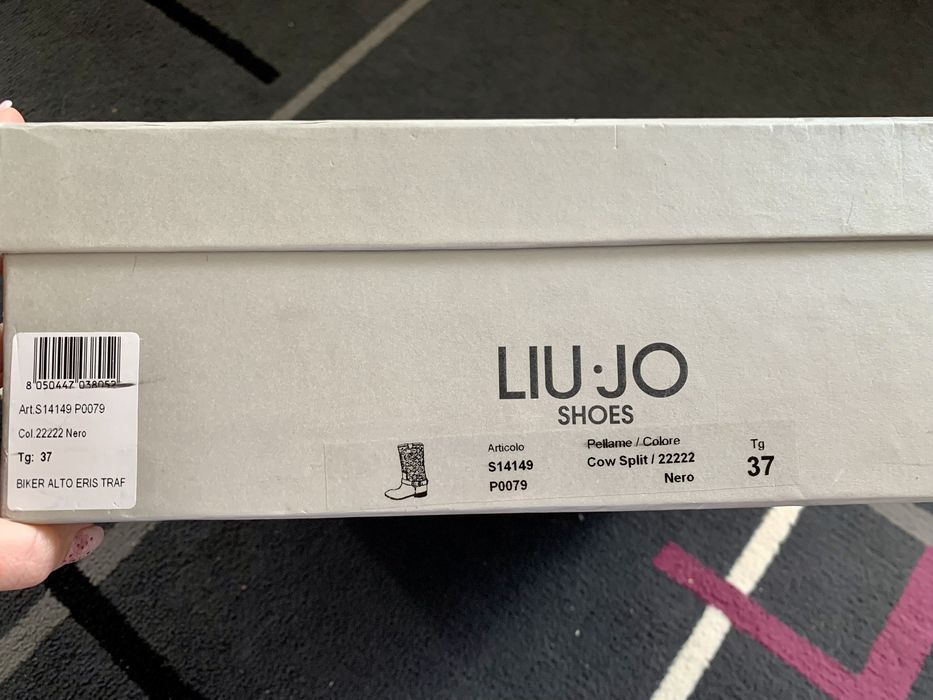 8 050447 038052
Art.S14149 P0079
Col.22222 Nero
Tg: 37
BIKER ALTO ERIS TRAF
LIU·JO
SHOES
Articolo
S14149
P0079
Pellame / Colore
Cow Split / 22222
Nero
Tg
37